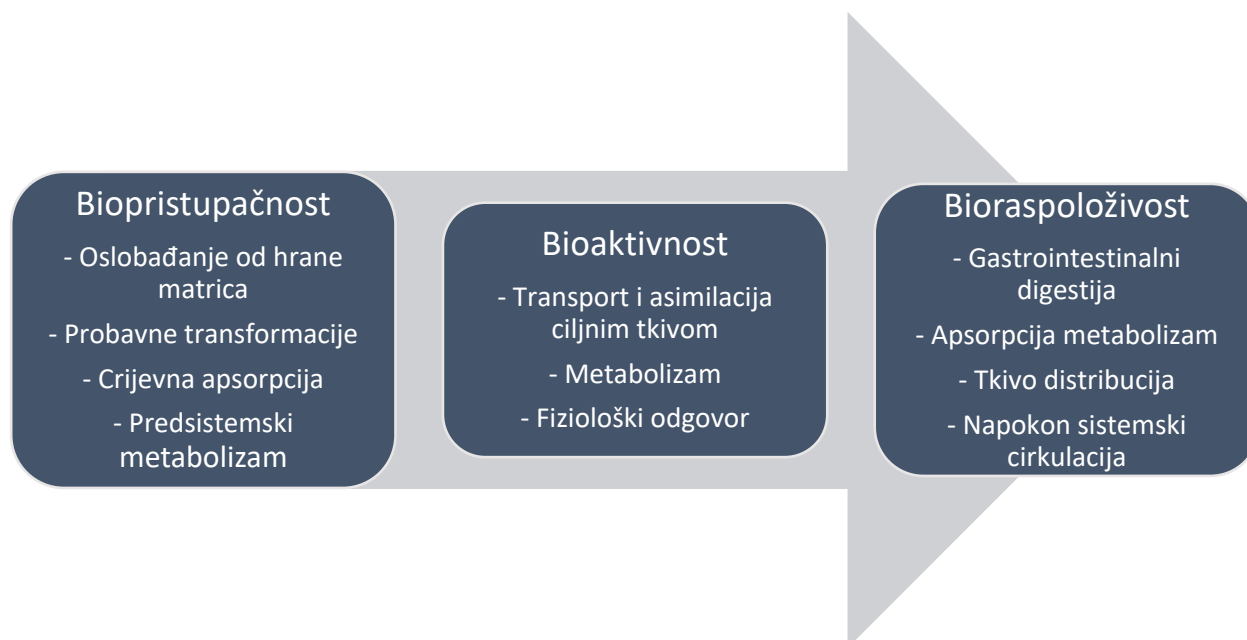 Biopristupačnost
- Oslobađanje od hrane
matrica
- Probavne transformacije
- Crijevna apsorpcija
- Predsistemski
metabolizam
Bioaktivnost
- Transport i asimilacija
ciljnim tkivom
- Metabolizam
- Fiziološki odgovor
Bioraspoloživost
- Gastrointestinalni
digestija
- Apsorpcija metabolizam
- Tkivo distribucija
- Napokon sistemski
cirkulacija